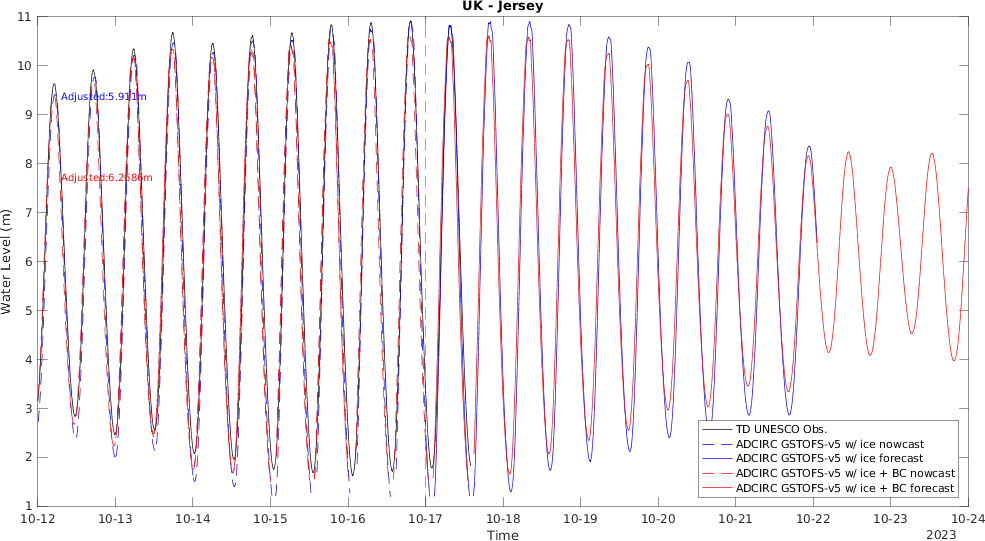 UK - Jersey
11
10
9
8
7
6
5
4
3
2
1
Water Level (m)
Adjusted:5.911m
Adjusted:6.2686m
TD UNESCO Obs.
ADCIRC GSTOFS-v5 w/ ice nowcast
ADCIRC GSTOFS-v5 w/ ice forecast
ADCIRC GSTOFS-v5 w/ ice + BC nowcast
ADCIRC GSTOFS-v5 w/ ice + BC forecast
10-12 10-13 10-14 10-15 10-16 10-17 10-18 10-19 10-20 10-21 10-22 10-23 10-24
Time
2023